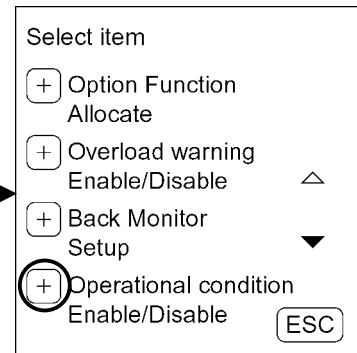 Select item
+ Option Function
Allocate
+ Overload warning
Enable/Disable
+ Back Monitor
Setup
+ Operational condition
Enable/Disable
ESC